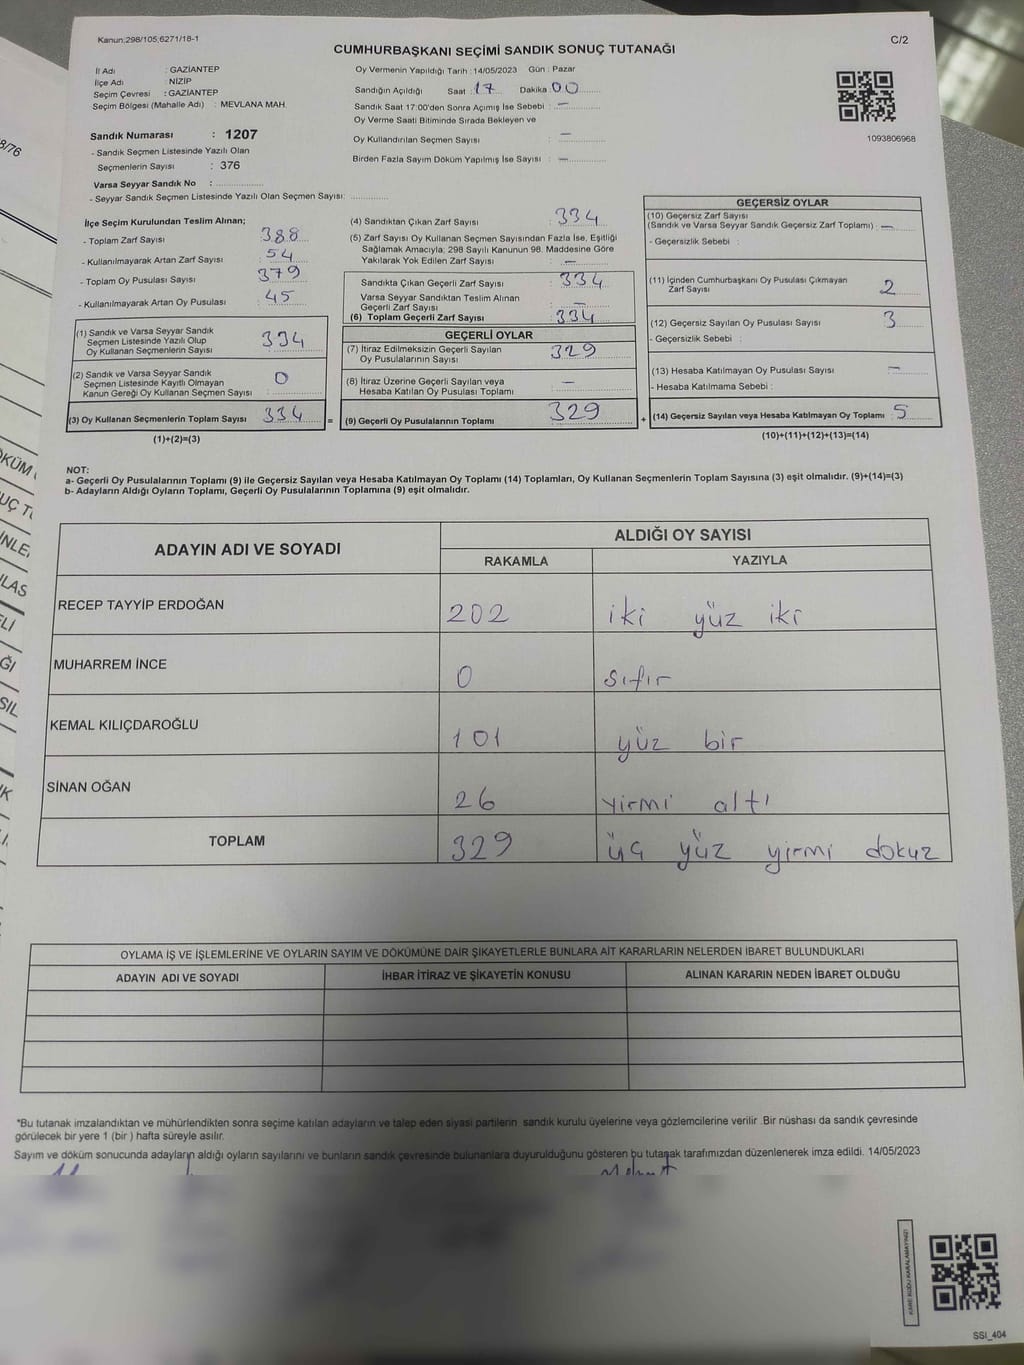 Kanun:298/105;6271/18-1
C/2
CUMHURBAŞKANI SEÇİMİ SANDIK SONUÇ TUTANAĞI
İl Adı : GAZİANTEP
İlçe Adı : NİZİP
Seçim Çevresi : GAZİANTEP
Seçim Bölgesi (Mahalle Adı) : MEVLANA MAH.
Sandık Numarası : 1207
- Sandık Seçmen Listesinde Yazılı Olan
Seçmenlerin Sayısı : 376
Varsa Seyyar Sandık No :
- Seyyar Sandık Seçmen Listesinde Yazılı Olan Seçmen Sayısı:
Oy Vermenin Yapıldığı Tarih : 14/05/2023 Gün : Pazar
Sandığın Açıldığı Saat : 17 Dakika 00
Sandık Saat 17:00'den Sonra Açımış İse Sebebi : –
Oy Verme Saati Bitiminde Sırada Bekleyen ve
Oy Kullandırılan Seçmen Sayısı : –
Birden Fazla Sayım Döküm Yapılmış İse Sayısı : –
1093806968
İlçe Seçim Kurulundan Teslim Alınan;
- Toplam Zarf Sayısı : 388
- Kullanılmayarak Artan Zarf Sayısı : 54
- Toplam Oy Pusulası Sayısı : 379
- Kullanılmayarak Artan Oy Pusulası : 45
(1) Sandık ve Varsa Seyyar Sandık
Seçmen Listesinde Yazılı Olup
Oy Kullanan Seçmenlerin Sayısı : 334
(2) Sandık ve Varsa Seyyar Sandık
Seçmen Listesinde Kayıtlı Olmayan
Kanun Gereği Oy Kullanan Seçmen Sayısı : 0
(3) Oy Kullanan Seçmenlerin Toplam Sayısı : 334
(1)+(2)=(3)
(4) Sandıktan Çıkan Zarf Sayısı : 334
(5) Zarf Sayısı Oy Kullanan Seçmen Sayısından Fazla İse, Eşitliği
Sağlamak Amacıyla; 298 Sayılı Kanunun 98. Maddesine Göre
Yakılarak Yok Edilen Zarf Sayısı : –
Sandıkta Çıkan Geçerli Zarf Sayısı : 334
Varsa Seyyar Sandıktan Teslim Alınan
Geçerli Zarf Sayısı : –
(6) Toplam Geçerli Zarf Sayısı : 334
GEÇERLİ OYLAR
(7) İtiraz Edilmeksizin Geçerli Sayılan
Oy Pusulalarının Sayısı : 329
(8) İtiraz Üzerine Geçerli Sayılan veya
Hesaba Katılan Oy Pusulası Toplamı : –
= (9) Geçerli Oy Pusulalarının Toplamı : 329
GEÇERSİZ OYLAR
(10) Geçersiz Zarf Sayısı
(Sandık ve Varsa Seyyar Sandık Geçersiz Zarf Toplamı) : –
- Geçersizlik Sebebi :
(11) İçinden Cumhurbaşkanı Oy Pusulası Çıkmayan
Zarf Sayısı 2
(12) Geçersiz Sayılan Oy Pusulası Sayısı 3
- Geçersizlik Sebebi :
(13) Hesaba Katılmayan Oy Pusulası Sayısı –
- Hesaba Katılmama Sebebi :
+ (14) Geçersiz Sayılan veya Hesaba Katılmayan Oy Toplamı 5
(10)+(11)+(12)+(13)=(14)
NOT:
a- Geçerli Oy Pusulalarının Toplamı (9) ile Geçersiz Sayılan veya Hesaba Katılmayan Oy Toplamı (14) Toplamları, Oy Kullanan Seçmenlerin Toplam Sayısına (3) eşit olmalıdır. (9)+(14)=(3)
b- Adayların Aldığı Oyların Toplamı, Geçerli Oy Pusulalarının Toplamına (9) eşit olmalıdır.
ADAYIN ADI VE SOYADI ALDIĞI OY SAYISI
RAKAMLA YAZIYLA
RECEP TAYYİP ERDOĞAN 202 iki yüz iki
MUHARREM İNCE 0 sıfır
KEMAL KILIÇDAROĞLU 101 yüz bir
SİNAN OĞAN 26 yirmi altı
TOPLAM 329 üç yüz yirmi dokuz
OYLAMA İŞ VE İŞLEMLERİNE VE OYLARIN SAYIM VE DÖKÜMÜNE DAİR ŞİKAYETLERLE BUNLARA AİT KARARLARIN NELERDEN İBARET BULUNDUKLARI
ADAYIN ADI VE SOYADI İHBAR İTİRAZ VE ŞİKAYETİN KONUSU ALINAN KARARIN NEDEN İBARET OLDUĞU
*Bu tutanak imzalandıktan ve mühürlendikten sonra seçime katılan adayların ve talep eden siyasi partilerin sandık kurulu üyelerine veya gözlemcilerine verilir .Bir nüshası da sandık çevresinde
görülecek bir yere 1 (bir ) hafta süreyle asılır.
Sayım ve döküm sonucunda adayların aldığı oyların sayılarını ve bunların sandık çevresinde bulunanlara duyurulduğunu gösteren bu tutanak tarafımızdan düzenlenerek imza edildi. 14/05/2023
KARE KODU KARALAMAYINIZ!
SSI_404